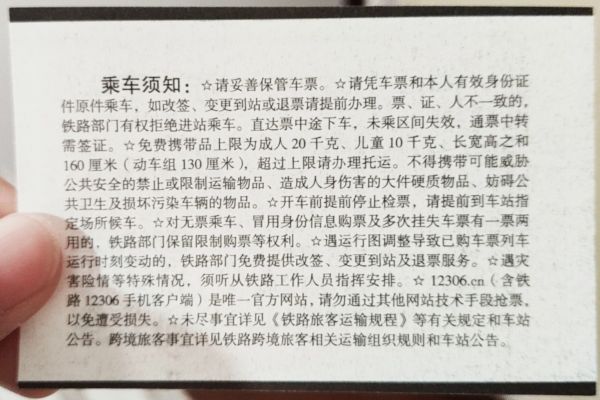 乘车须知：☆请妥善保管车票。☆请凭车票和本人有效身份证
件原件乘车，如改签、变更到站或退票请提前办理。票、证、人不一致的，
铁路部门有权拒绝进站乘车。直达票中途下车，未乘区间失效，通票中转
需签证。☆免费携带品上限为成人20千克、儿童10千克、长宽高之和
160厘米（动车组130厘米），超过上限请办理托运。不得携带可能威胁
公共安全的禁止或限制运输物品、造成人身伤害的大件硬质物品、妨碍公
共卫生及损坏污染车辆的物品。☆开车前提前停止检票，请提前到车站指
定场所候车。☆对无票乘车、冒用身份信息购票及多次挂失车票有一票两
用的，铁路部门保留限制购票等权利。☆遇运行图调整导致已购车票列车
运行时刻变动的，铁路部门免费提供改签、变更到站及退票服务。☆遇灾
害险情等特殊情况，须听从铁路工作人员指挥安排。☆12306.cn（含铁
路12306手机客户端）是唯一官方网站，请勿通过其他网站技术手段抢票，
以免遭受损失。☆未尽事宜详见《铁路旅客运输规程》等有关规定和车站
公告。跨境旅客事宜详见铁路跨境旅客相关运输组织规则和车站公告。